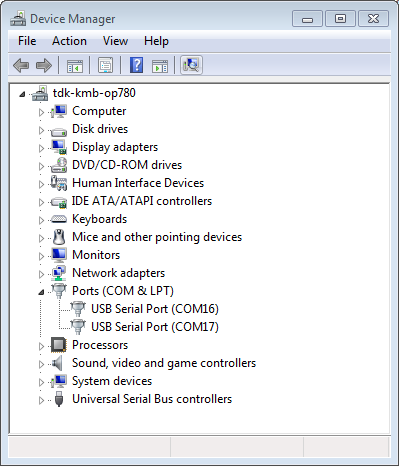 Device Manager
File Action View Help
tdk-kmb-op780
Computer
Disk drives
Display adapters
DVD/CD-ROM drives
Human Interface Devices
IDE ATA/ATAPI controllers
Keyboards
Mice and other pointing devices
Monitors
Network adapters
Ports (COM & LPT)
USB Serial Port (COM16)
USB Serial Port (COM17)
Processors
Sound, video and game controllers
System devices
Universal Serial Bus controllers